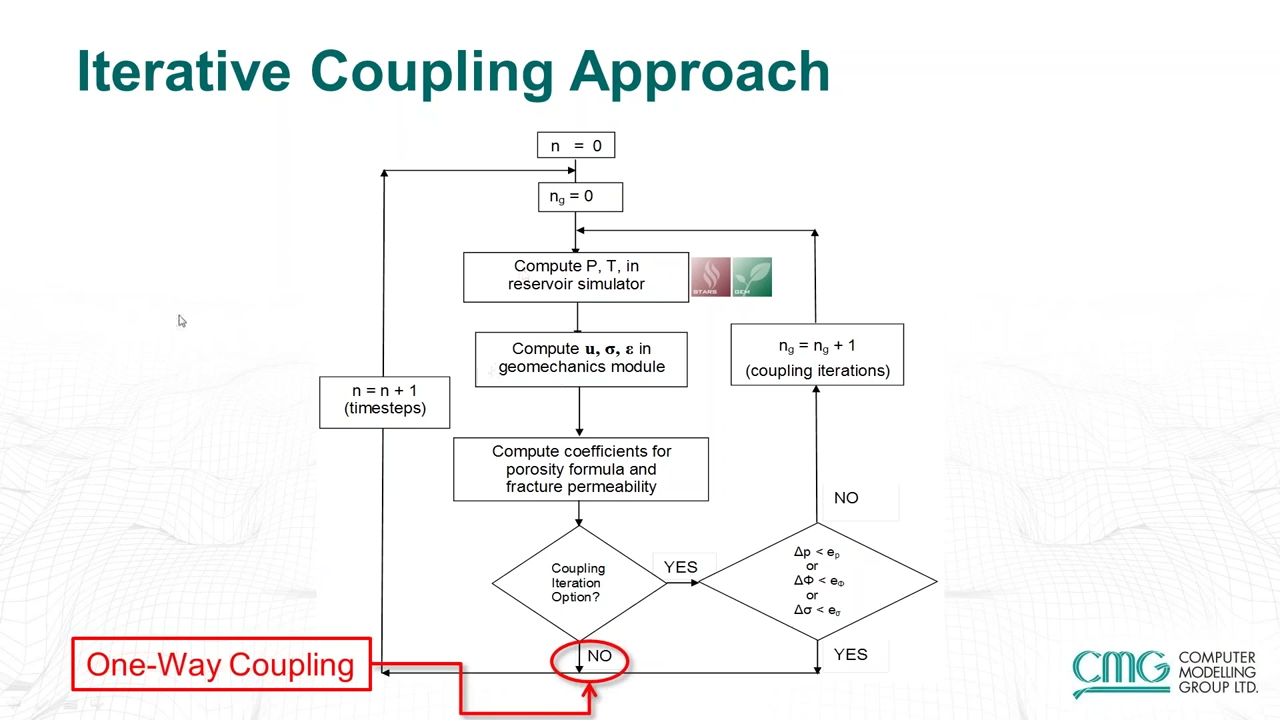 Iterative Coupling Approach
n = 0
n_g = 0
Compute P, T, in
reservoir simulator
STARS
GEM
Compute u, σ, ε in
geomechanics module
n_g = n_g + 1
(coupling iterations)
n = n + 1
(timesteps)
Compute coefficients for
porosity formula and
fracture permeability
NO
Coupling
Iteration
Option?
YES
Δp < e_p
or
ΔΦ < e_Φ
or
Δσ < e_σ
NO
YES
One-Way Coupling
CMG
COMPUTER
MODELLING
GROUP LTD.